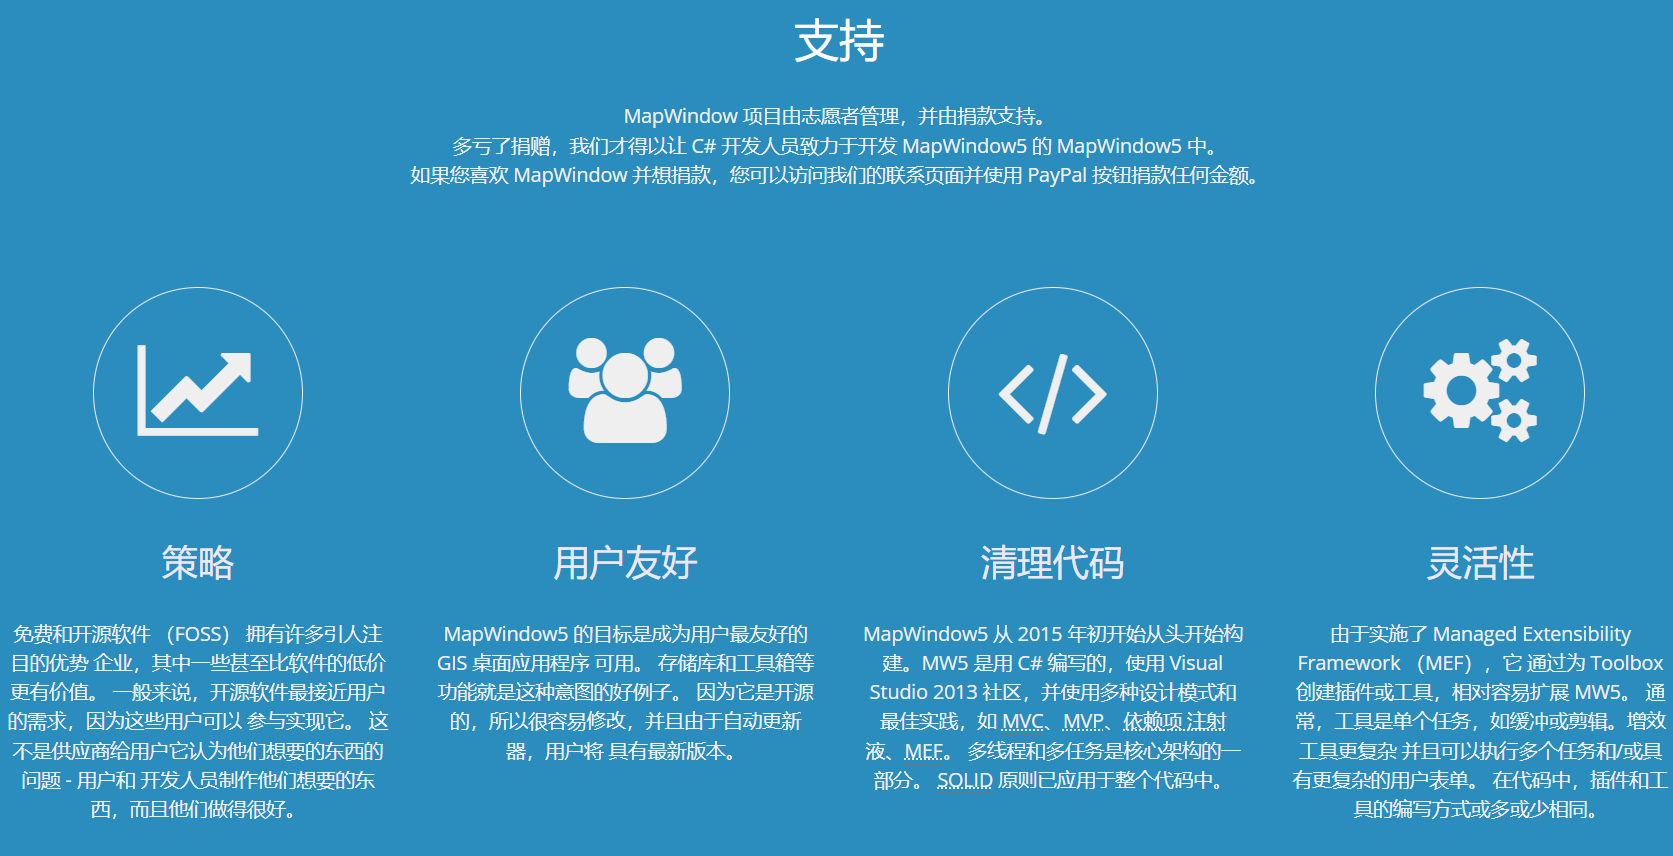 支持
MapWindow 项目由志愿者管理，并由捐款支持。
多亏了捐赠，我们才得以让 C# 开发人员致力于开发 MapWindow5 的 MapWindow5 中。
如果您喜欢 MapWindow 并想捐款，您可以访问我们的联系页面并使用 PayPal 按钮捐款任何金额。
策略
免费和开源软件 （FOSS） 拥有许多引人注
目的优势 企业，其中一些甚至比软件的低价
更有价值。 一般来说，开源软件最接近用户
的需求，因为这些用户可以 参与实现它。 这
不是供应商给用户它认为他们想要的东西的
问题 - 用户和 开发人员制作他们想要的东
西，而且他们做得很好。
用户友好
MapWindow5 的目标是成为用户最友好的
GIS 桌面应用程序 可用。 存储库和工具箱等
功能就是这种意图的好例子。 因为它是开源
的，所以很容易修改，并且由于自动更新
器，用户将 具有最新版本。
清理代码
MapWindow5 从 2015 年初开始从头开始构
建。MW5 是用 C# 编写的，使用 Visual
Studio 2013 社区，并使用多种设计模式和
最佳实践，如 MVC、MVP、依赖项 注射
液、MEF。 多线程和多任务是核心架构的一
部分。 SOLID 原则已应用于整个代码中。
灵活性
由于实施了 Managed Extensibility
Framework （MEF），它 通过为 Toolbox
创建插件或工具，相对容易扩展 MW5。 通
常，工具是单个任务，如缓冲或剪辑。增效
工具更复杂 并且可以执行多个任务和/或具
有更复杂的用户表单。 在代码中，插件和工
具的编写方式或多或少相同。